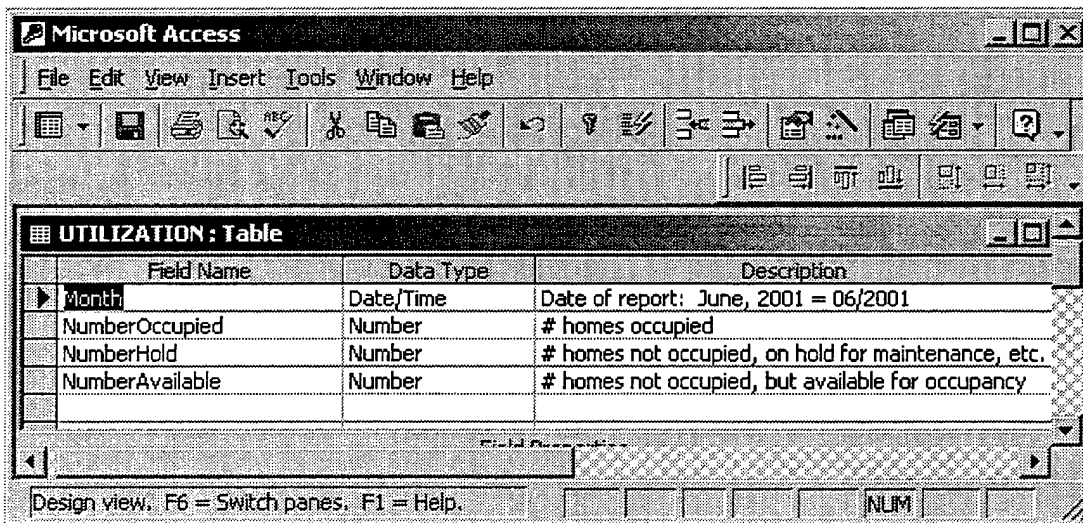 Microsoft Access
File Edit View Insert Tools Window Help
ABC
UTILIZATION : Table
Field Name Data Type Description
Month Date/Time Date of report: June, 2001 = 06/2001
NumberOccupied Number # homes occupied
NumberHold Number # homes not occupied, on hold for maintenance, etc.
NumberAvailable Number # homes not occupied, but available for occupancy
Field Properties
Design view. F6 = Switch panes. F1 = Help. NUM